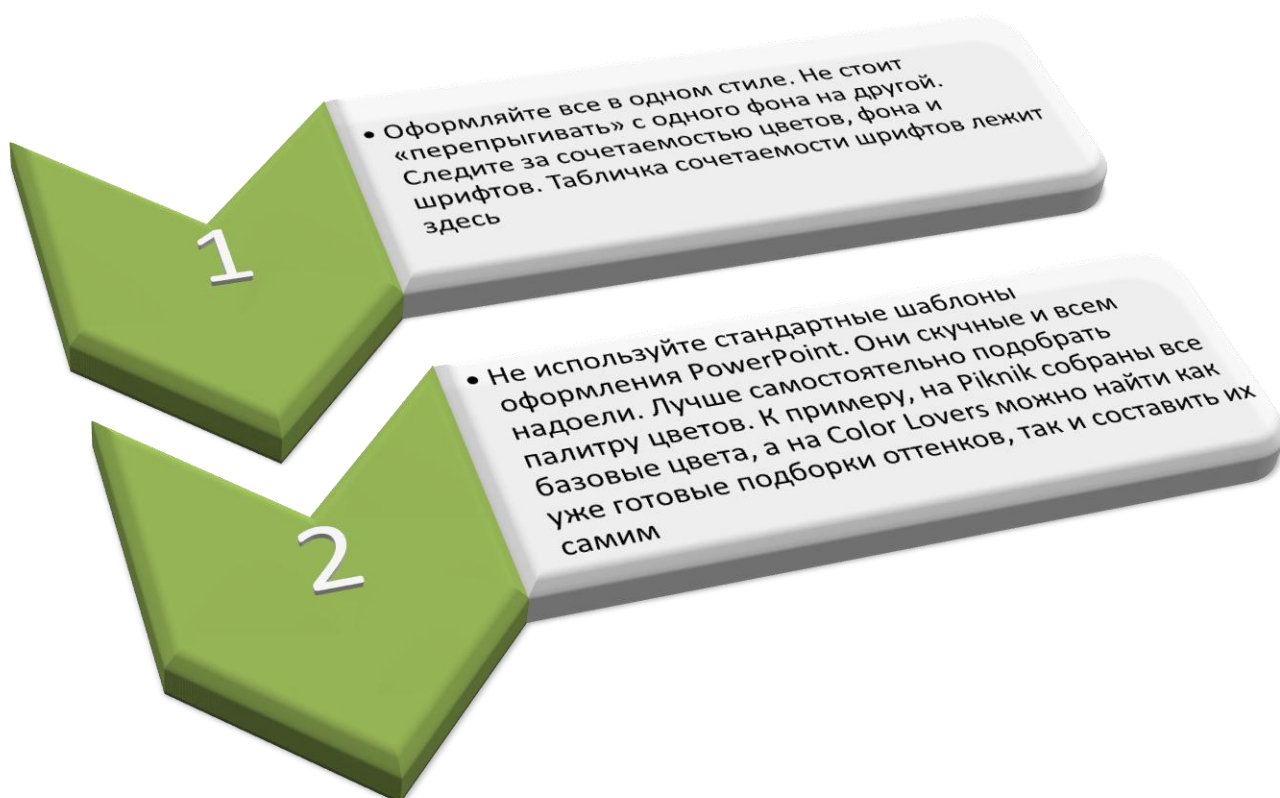 1
• Оформляйте все в одном стиле. Не стоит
«перепрыгивать» с одного фона на другой.
Следите за сочетаемостью цветов, фона и
шрифтов. Табличка сочетаемости шрифтов лежит
здесь
2
• Не используйте стандартные шаблоны
оформления PowerPoint. Они скучные и всем
надоели. Лучше самостоятельно подобрать
палитру цветов. К примеру, на Piknik собраны все
базовые цвета, а на Color Lovers можно найти как
уже готовые подборки оттенков, так и составить их
самим